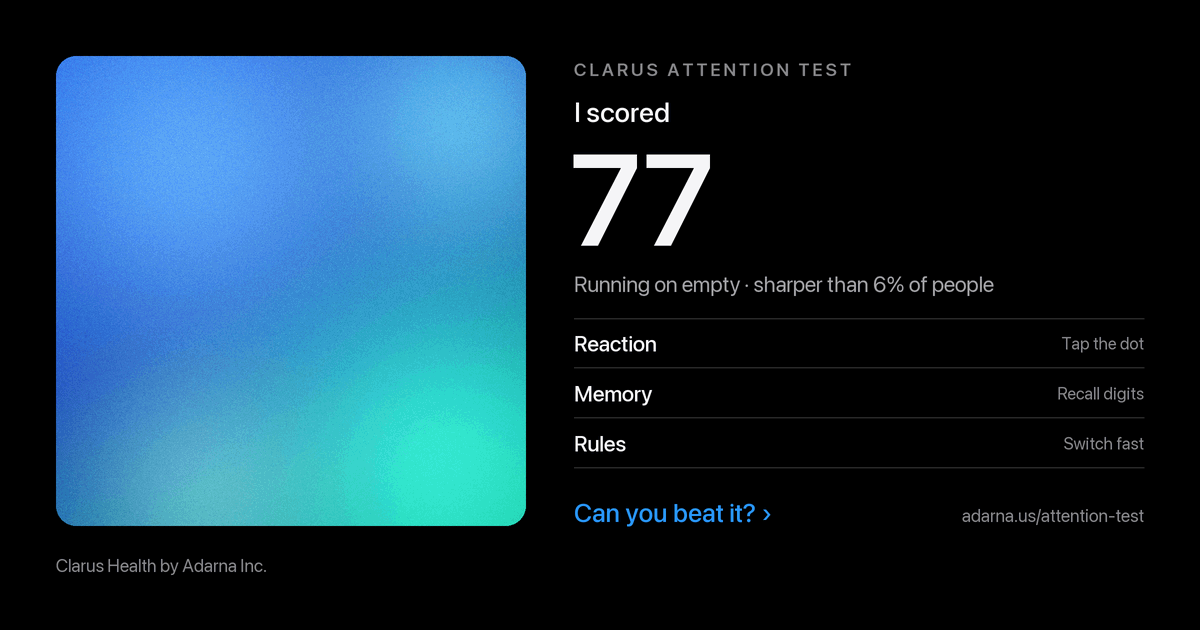 CLARUS ATTENTION TEST
I scored
77
Running on empty · sharper than 6% of people
Reaction Tap the dot
Memory Recall digits
Rules Switch fast
Can you beat it? › adarna.us/attention-test
Clarus Health by Adarna Inc.